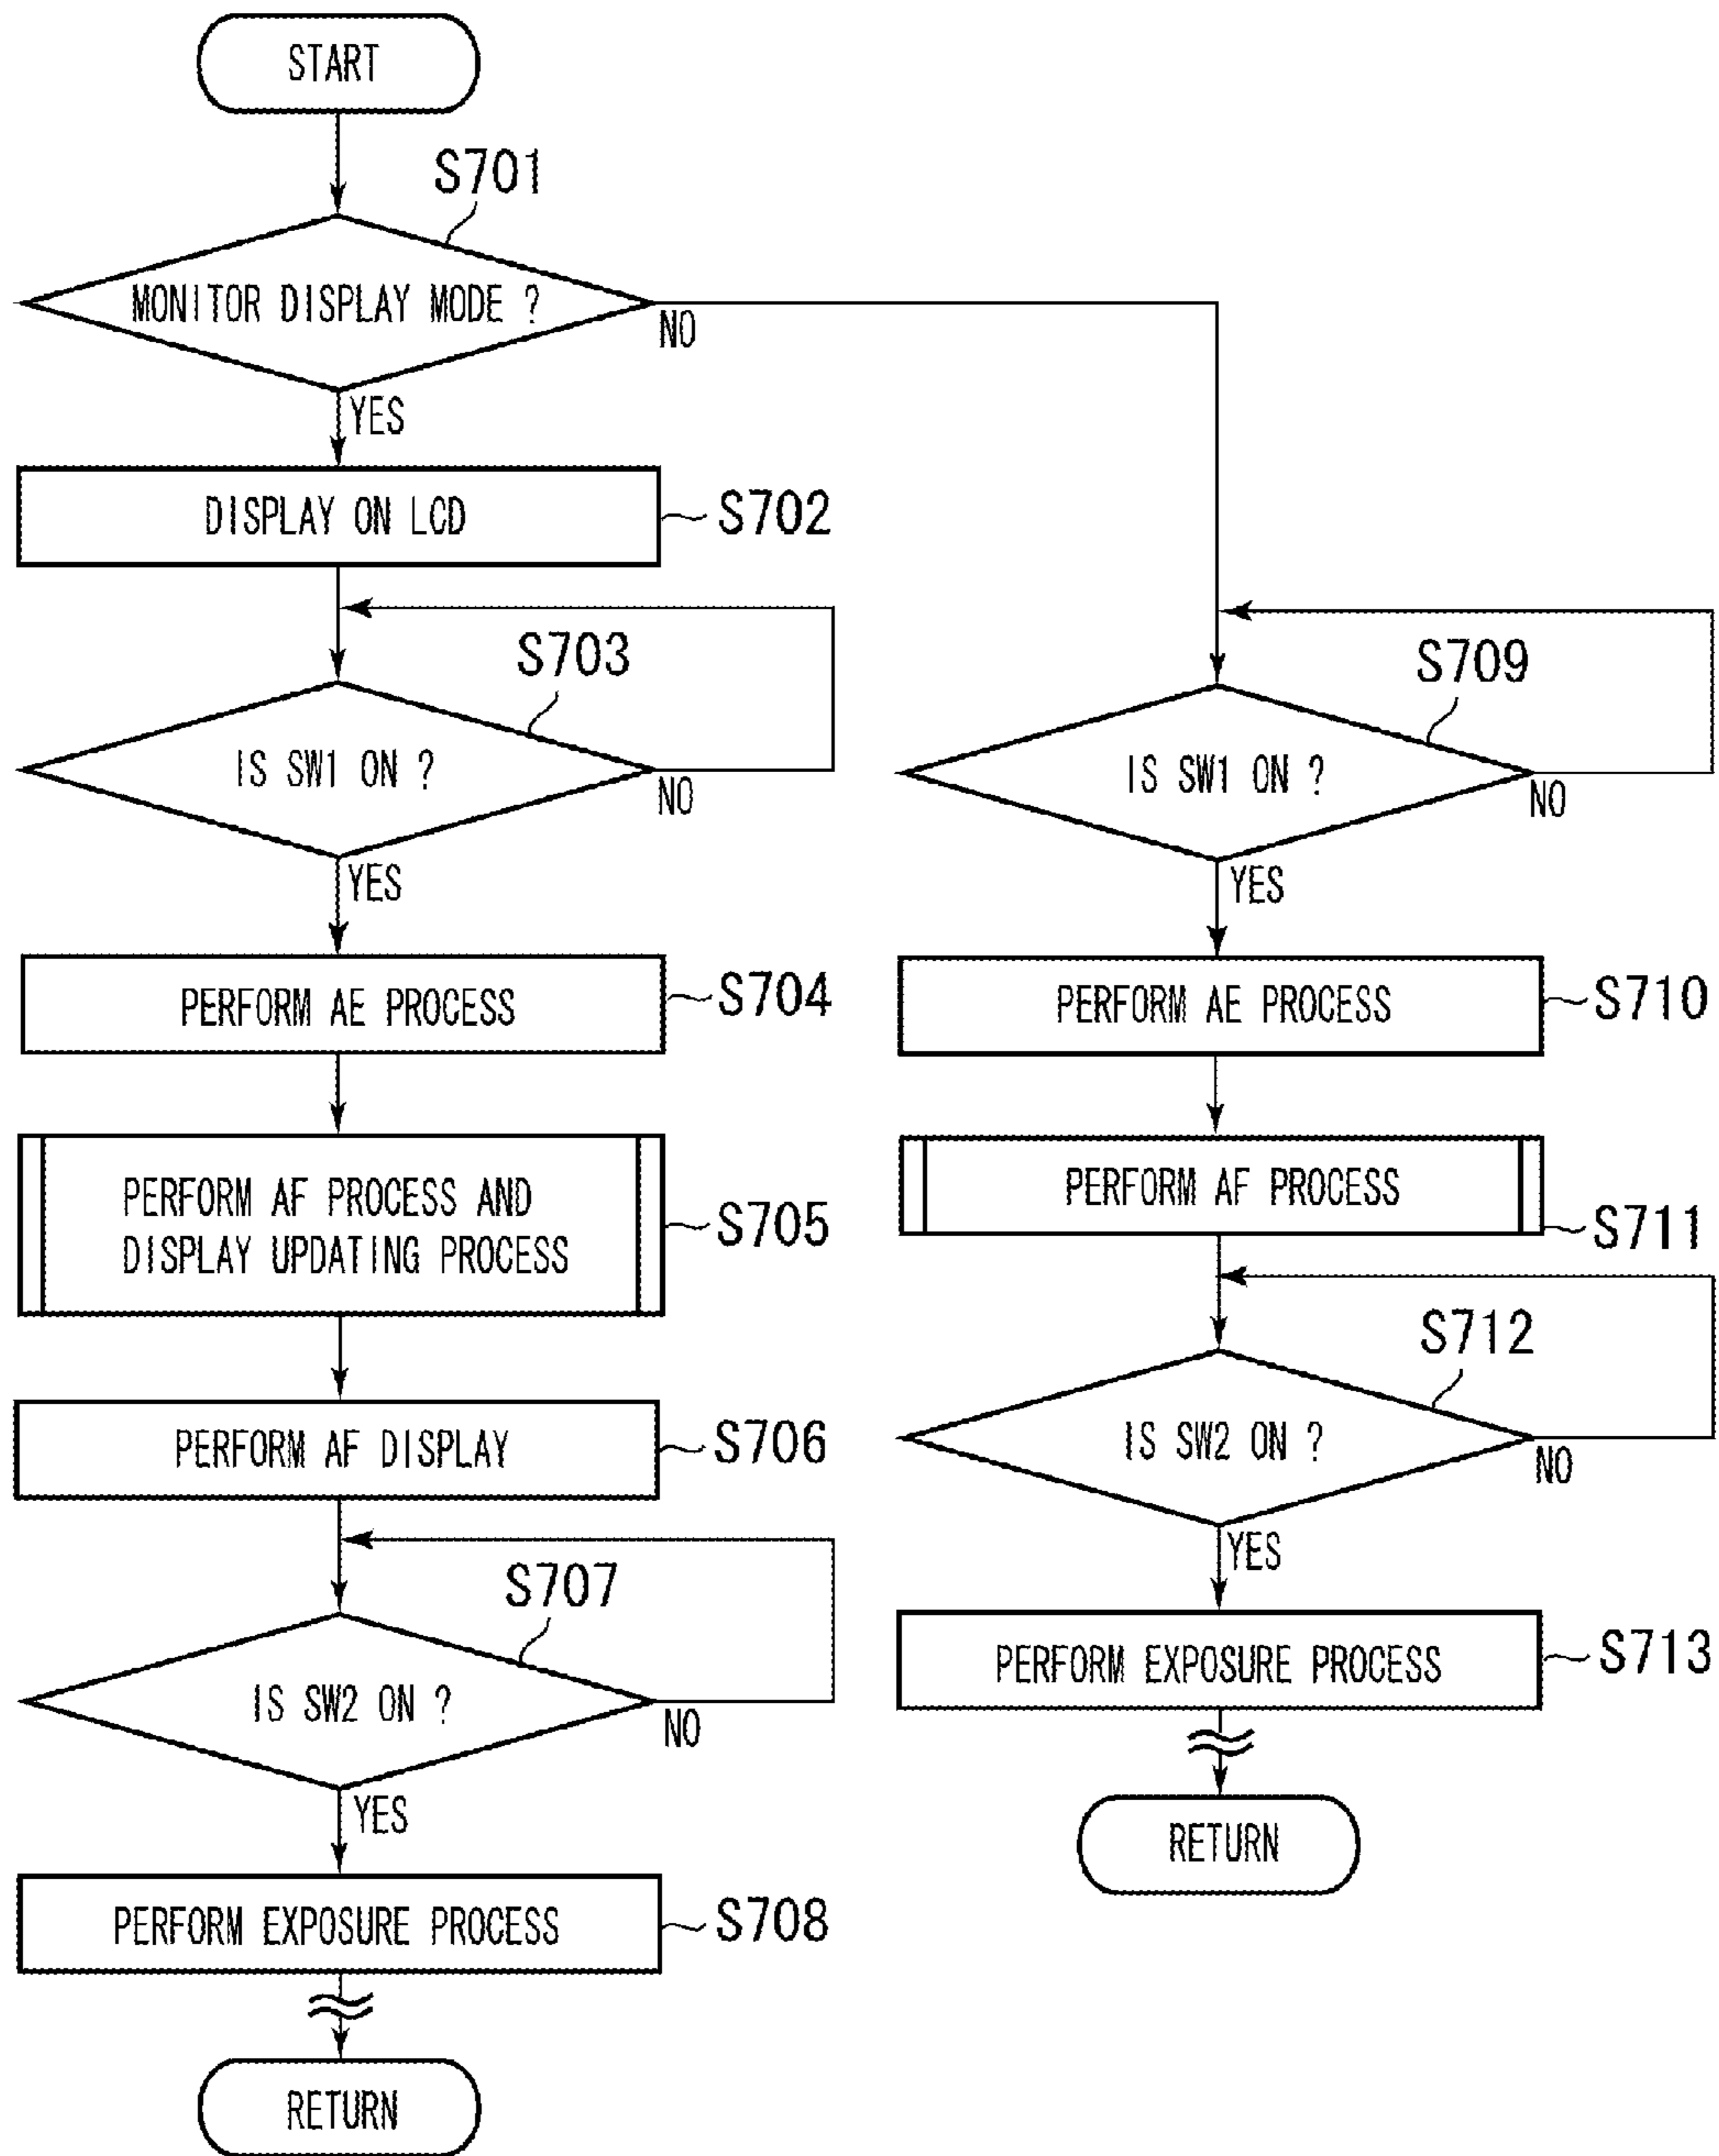 START
S701
MONITOR DISPLAY MODE ?
NO
YES
DISPLAY ON LCD
S702
S703
IS SW1 ON ?
NO
YES
PERFORM AE PROCESS
S704
PERFORM AF PROCESS AND
DISPLAY UPDATING PROCESS
S705
PERFORM AF DISPLAY
S706
S707
IS SW2 ON ?
NO
YES
PERFORM EXPOSURE PROCESS
S708
RETURN
S709
IS SW1 ON ?
NO
YES
PERFORM AE PROCESS
S710
PERFORM AF PROCESS
S711
S712
IS SW2 ON ?
NO
YES
PERFORM EXPOSURE PROCESS
S713
RETURN